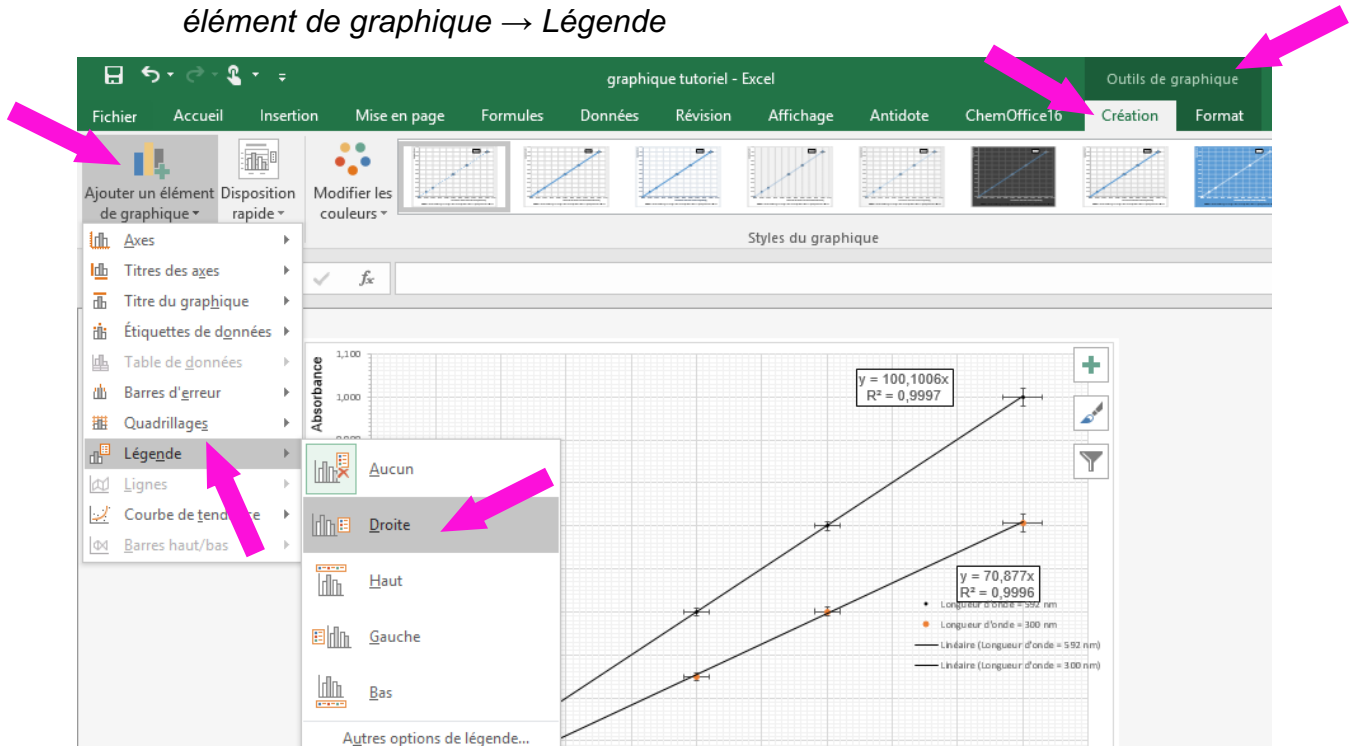 élément de graphique → Légende
graphique tutoriel - Excel
Outils de graphique
Fichier Accueil Insertion Mise en page Formules Données Révision Affichage Antidote ChemOffice16 Création Format
Ajouter un élément de graphique
Disposition rapide
Modifier les couleurs
Styles du graphique
Axes
Titres des axes
Titre du graphique
Étiquettes de données
Table de données
Barres d'erreur
Quadrillages
Légende
Lignes
Courbe de tend ce
Barres haut/bas
fx
Aucun
Droite
Haut
Gauche
Bas
Autres options de légende...
Absorbance
1,100
1,000
y = 100,1006x
R² = 0,9997
y = 70,877x
R² = 0,9996
Longueur d'onde = 592 nm
Longueur d'onde = 300 nm
Linéaire (Longueur d'onde = 592 nm)
Linéaire (Longueur d'onde = 300 nm)